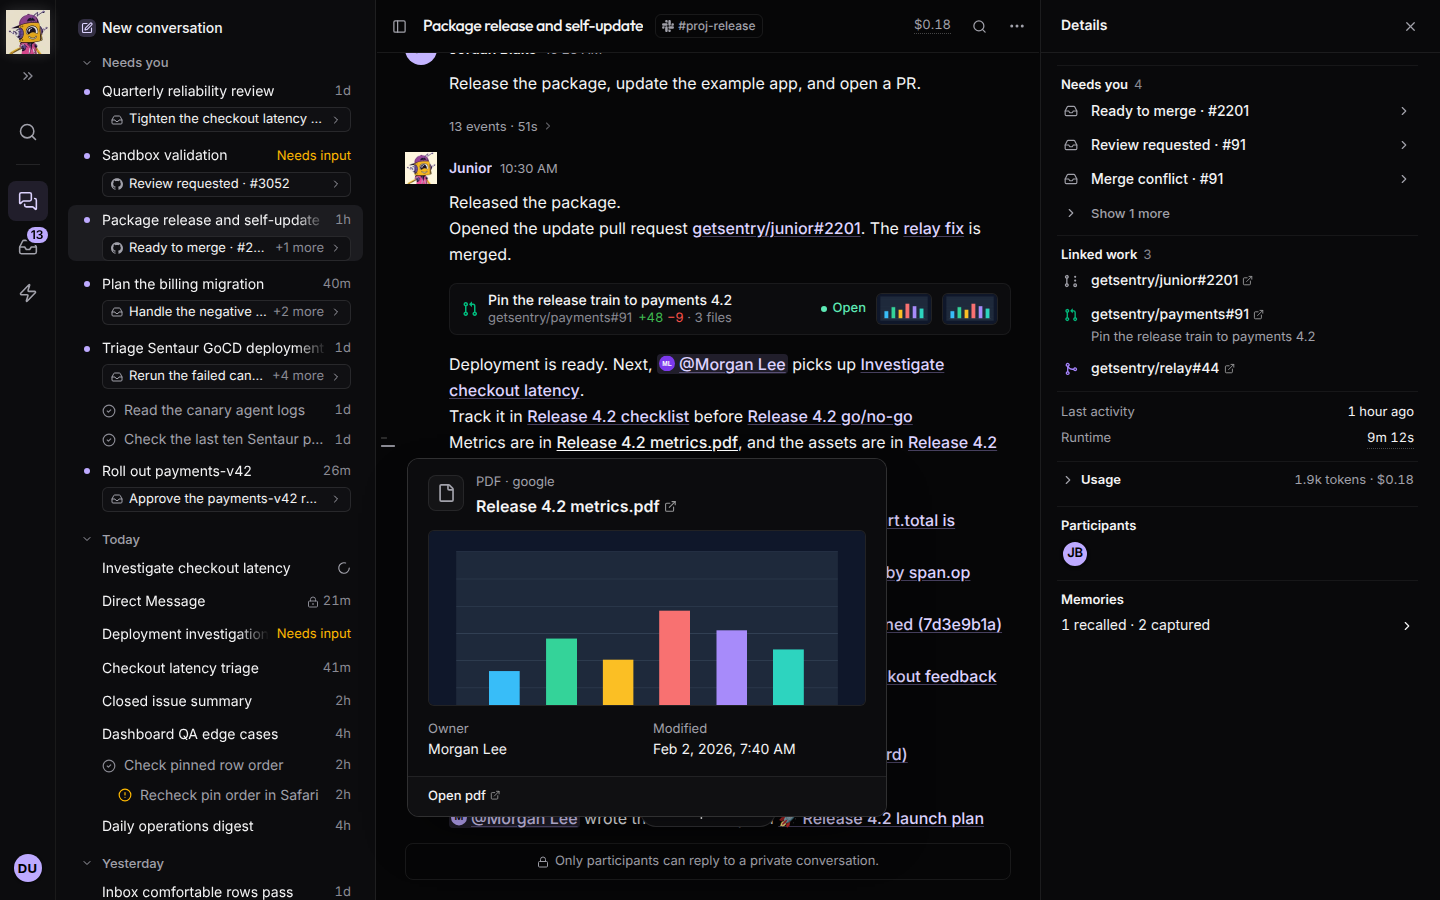 New conversation
Needs you
Quarterly reliability review 1d
Tighten the checkout latency ...
Sandbox validation Needs input
Review requested · #3052
Package release and self-update 1h
Ready to merge · #2... +1 more
Plan the billing migration 40m
Handle the negative ... +2 more
Triage Sentaur GoCD deployment 1d
Rerun the failed can... +4 more
Read the canary agent logs 1d
Check the last ten Sentaur p... 1d
Roll out payments-v42 26m
Approve the payments-v42 r...
Today
Investigate checkout latency
Direct Message 21m
Deployment investigation Needs input
Checkout latency triage 41m
Closed issue summary 2h
Dashboard QA edge cases 4h
Check pinned row order 2h
Recheck pin order in Safari 2h
Daily operations digest 4h
Yesterday
Inbox comfortable rows pass 1d
13
DU
Package release and self-update #proj-release $0.18
Release the package, update the example app, and open a PR.
13 events · 51s
Junior 10:30 AM
Released the package.
Opened the update pull request getsentry/junior#2201. The relay fix is
merged.
Pin the release train to payments 4.2
getsentry/payments#91 +48 −9 · 3 files
Open
Deployment is ready. Next, ML @Morgan Lee picks up Investigate
checkout latency.
Track it in Release 4.2 checklist before Release 4.2 go/no-go
Metrics are in Release 4.2 metrics.pdf, and the assets are in Release 4.2
PDF · google
Release 4.2 metrics.pdf
Owner
Morgan Lee
Modified
Feb 2, 2026, 7:40 AM
Open pdf
rt.total is
by span.op
ned (7d3e9b1a)
kout feedback
rd)
@Morgan Lee wrote th
Release 4.2 launch plan
Only participants can reply to a private conversation.
Details
Needs you 4
Ready to merge · #2201
Review requested · #91
Merge conflict · #91
Show 1 more
Linked work 3
getsentry/junior#2201
getsentry/payments#91
Pin the release train to payments 4.2
getsentry/relay#44
Last activity 1 hour ago
Runtime 9m 12s
Usage 1.9k tokens · $0.18
Participants
JB
Memories
1 recalled · 2 captured